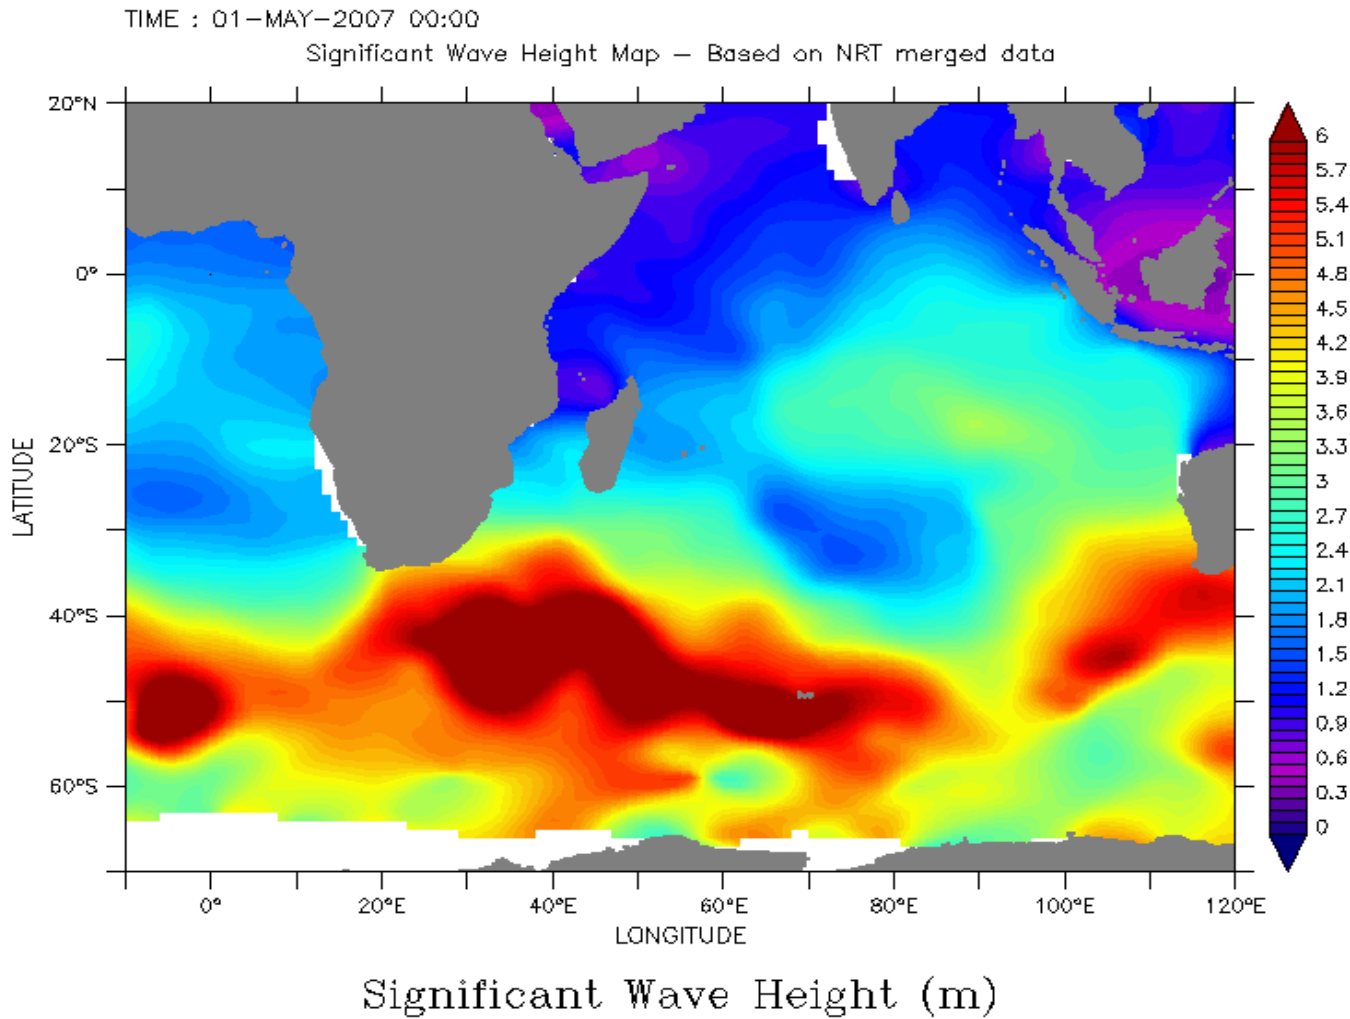 TIME : 01-MAY-2007 00:00
Significant Wave Height Map - Based on NRT merged data
20°N
0°
20°S
40°S
60°S
LATITUDE
0°
20°E
40°E
60°E
80°E
100°E
120°E
LONGITUDE
6
5.7
5.4
5.1
4.8
4.5
4.2
3.9
3.6
3.3
3
2.7
2.4
2.1
1.8
1.5
1.2
0.9
0.6
0.3
0
Significant Wave Height (m)